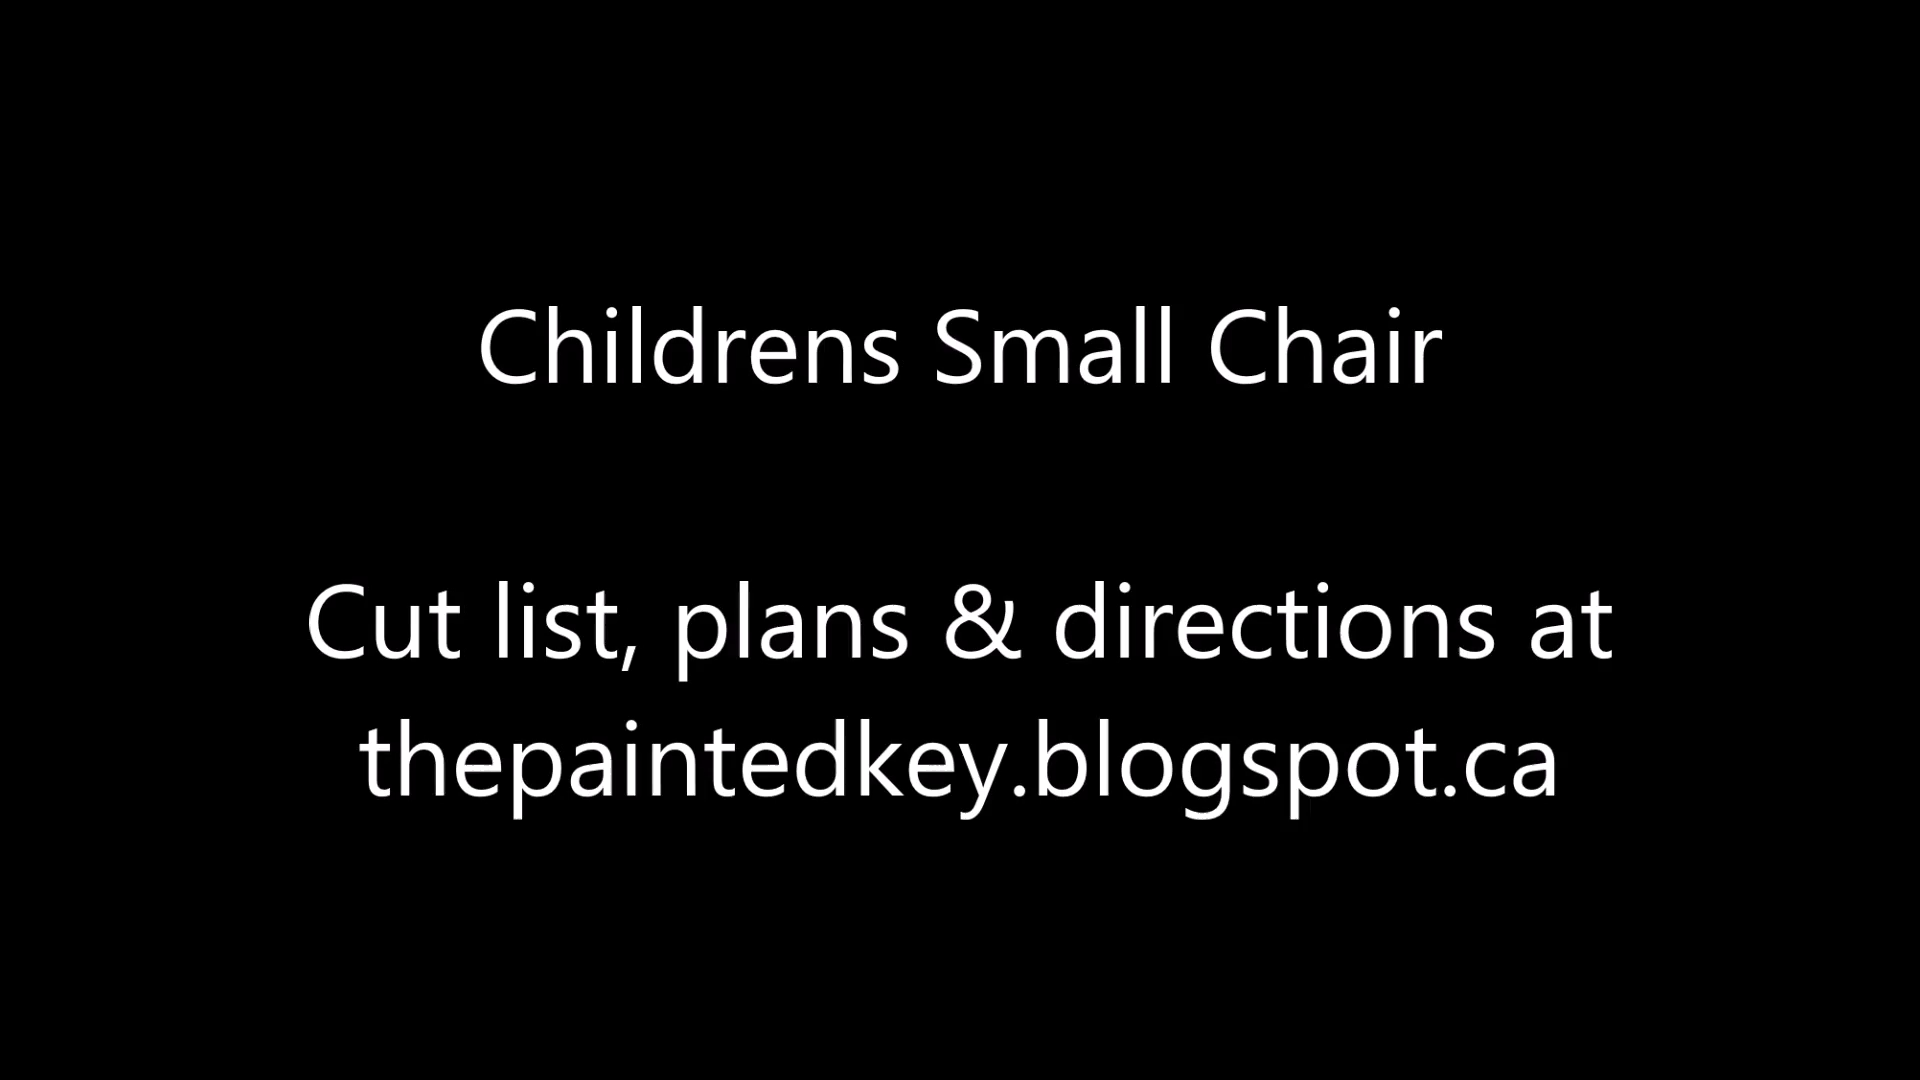 Childrens Small Chair
Cut list, plans & directions at
thepaintedkey.blogspot.ca